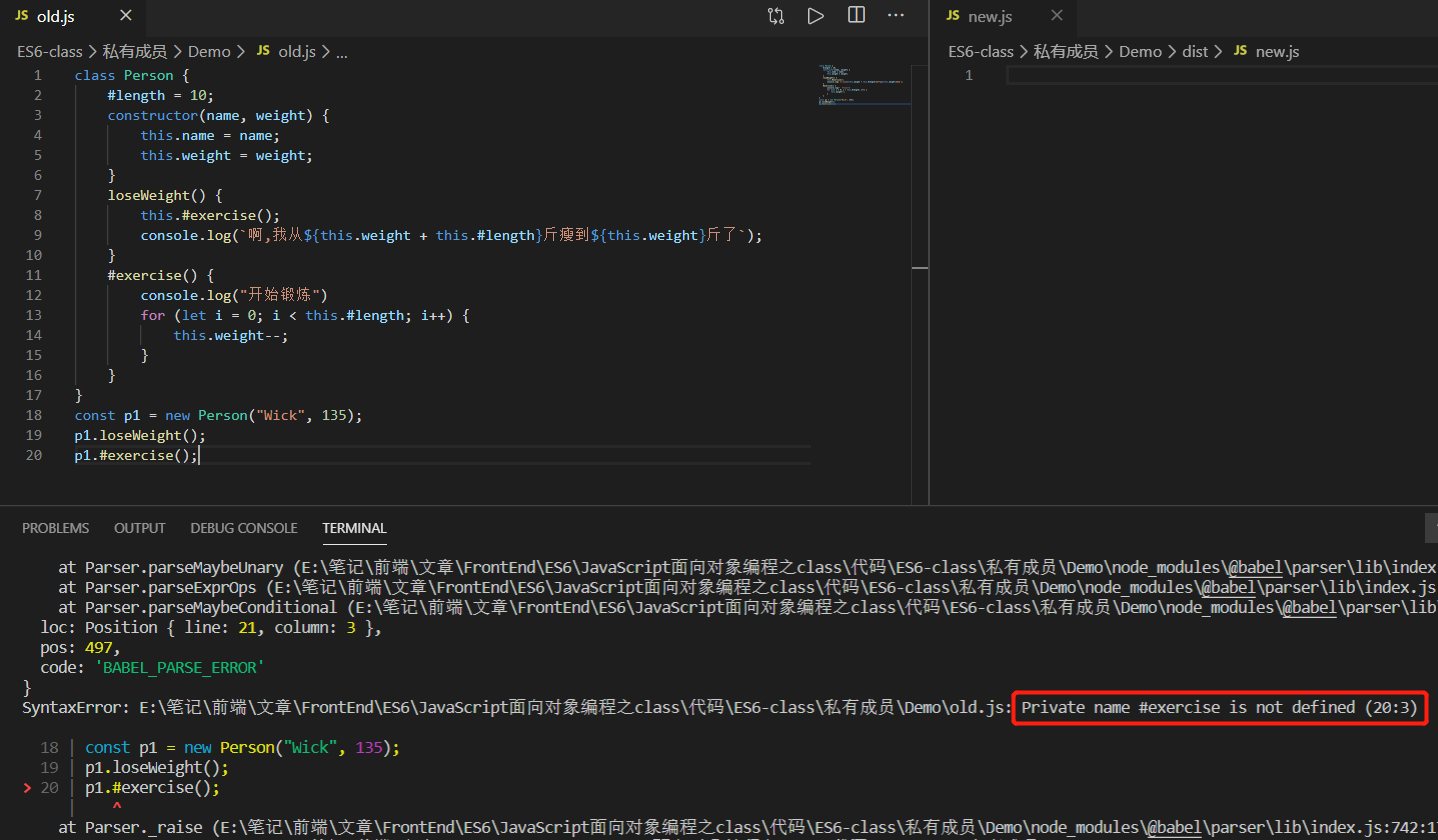 JS old.js
JS new.js
ES6-class > 私有成员 > Demo > JS old.js > ...
ES6-class > 私有成员 > Demo > dist > JS new.js
1 class Person {
2 #length = 10;
3 constructor(name, weight) {
4 this.name = name;
5 this.weight = weight;
6 }
7 loseWeight() {
8 this.#exercise();
9 console.log(`啊,我从${this.weight + this.#length}斤瘦到${this.weight}斤了`);
10 }
11 #exercise() {
12 console.log("开始锻炼")
13 for (let i = 0; i < this.#length; i++) {
14 this.weight--;
15 }
16 }
17 }
18 const p1 = new Person("Wick", 135);
19 p1.loseWeight();
20 p1.#exercise();
1
PROBLEMS OUTPUT DEBUG CONSOLE TERMINAL
at Parser.parseMaybeUnary (E:\笔记\前端\文章\FrontEnd\ES6\JavaScript面向对象编程之class\代码\ES6-class\私有成员\Demo\node_modules\@babel\parser\lib\index
at Parser.parseExprOps (E:\笔记\前端\文章\FrontEnd\ES6\JavaScript面向对象编程之class\代码\ES6-class\私有成员\Demo\node_modules\@babel\parser\lib\index.js
at Parser.parseMaybeConditional (E:\笔记\前端\文章\FrontEnd\ES6\JavaScript面向对象编程之class\代码\ES6-class\私有成员\Demo\node_modules\@babel\parser\lib
loc: Position { line: 21, column: 3 },
pos: 497,
code: 'BABEL_PARSE_ERROR'
}
SyntaxError: E:\笔记\前端\文章\FrontEnd\ES6\JavaScript面向对象编程之class\代码\ES6-class\私有成员\Demo\old.js: Private name #exercise is not defined (20:3)
18 | const p1 = new Person("Wick", 135);
19 | p1.loseWeight();
> 20 | p1.#exercise();
| ^
at Parser._raise (E:\笔记\前端\文章\FrontEnd\ES6\JavaScript面向对象编程之class\代码\ES6-class\私有成员\Demo\node_modules\@babel\parser\lib\index.js:742:1